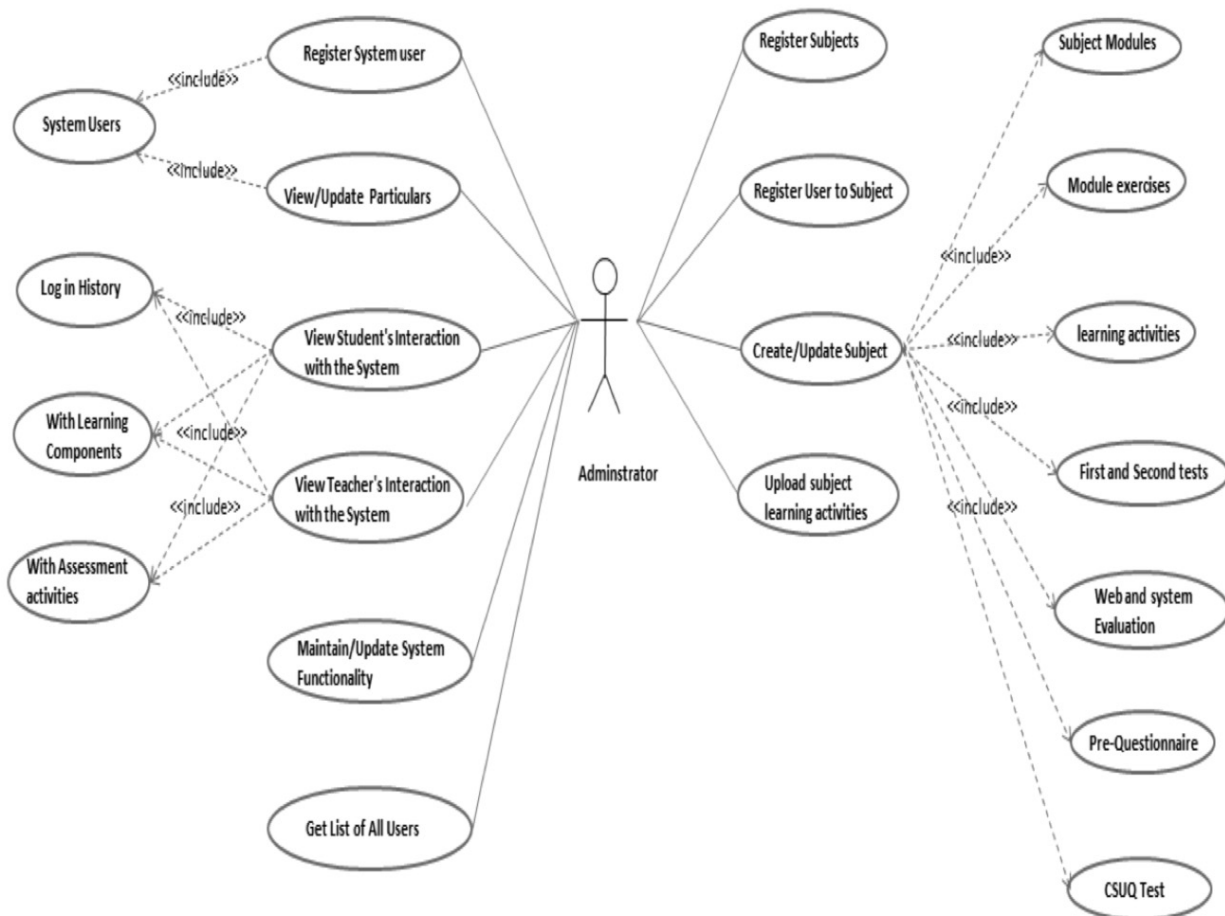 Register System user
<<include>>
System Users
<<include>>
View/Update Particulars
Log in History
<<include>>
View Student's Interaction
with the System
With Learning
Components
<<include>>
View Teacher's Interaction
with the System
<<include>>
With Assessment
activities
Maintain/Update System
Functionality
Get List of All Users
Adminstrator
Register Subjects
Register User to Subject
Create/Update Subject
Upload subject
learning activities
Subject Modules
Module exercises
<<include>>
learning activities
<<include>>
<<include>>
First and Second tests
<<include>>
Web and system
Evaluation
Pre-Questionnaire
CSUQ Test